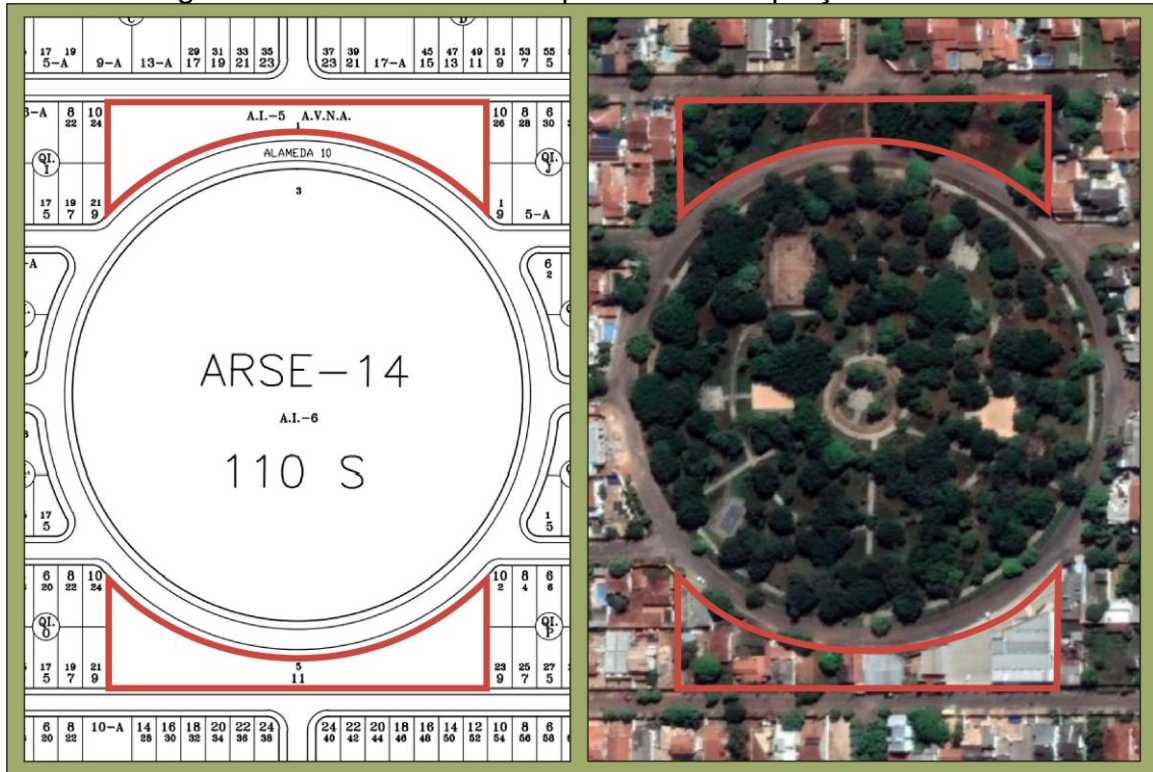 17 19
5-A 9-A 13-A
29 31 33 35
17 19 21 23
37 39
23 21 17-A
45 47 49 51 53 55
15 13 11 9 7 5
8 10
22 24
A.I.-5 A.V.N.A.
1
ALAMEDA 10
3
10 8 6
26 28 30
QI.
I
QI.
J
17 19 21
5 7 9
1
9 5-A
-A
6
2
ARSE-14
A.I.-6
110 S
17
5
1
5
6 8 10
20 22 24
10 8 6
2 4 6
QI.
O
QI.
P
17 19 21
5 7 9
5
11
23 25 27
9 7 5
6 8 10-A 14 16 18 20 22 24
20 22 28 30 32 34 36 38
24 22 20 18 16 14 12 10 8 6
40 42 44 46 48 50 52 54 56 58